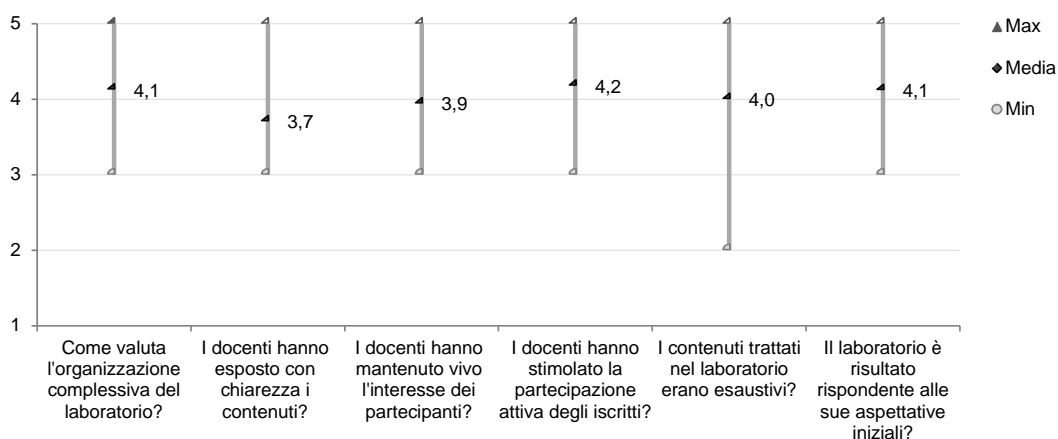 5
4
3
2
1
4,1
3,7
3,9
4,2
4,0
4,1
Max
Media
Min
Come valuta
l'organizzazione
complessiva del
laboratorio?
I docenti hanno
esposto con
chiarezza i
contenuti?
I docenti hanno
mantenuto vivo
l'interesse dei
partecipanti?
I docenti hanno
stimolato la
partecipazione
attiva degli iscritti?
I contenuti trattati
nel laboratorio
erano esaustivi?
Il laboratorio è
risultato
rispondente alle
sue aspettative
iniziali?